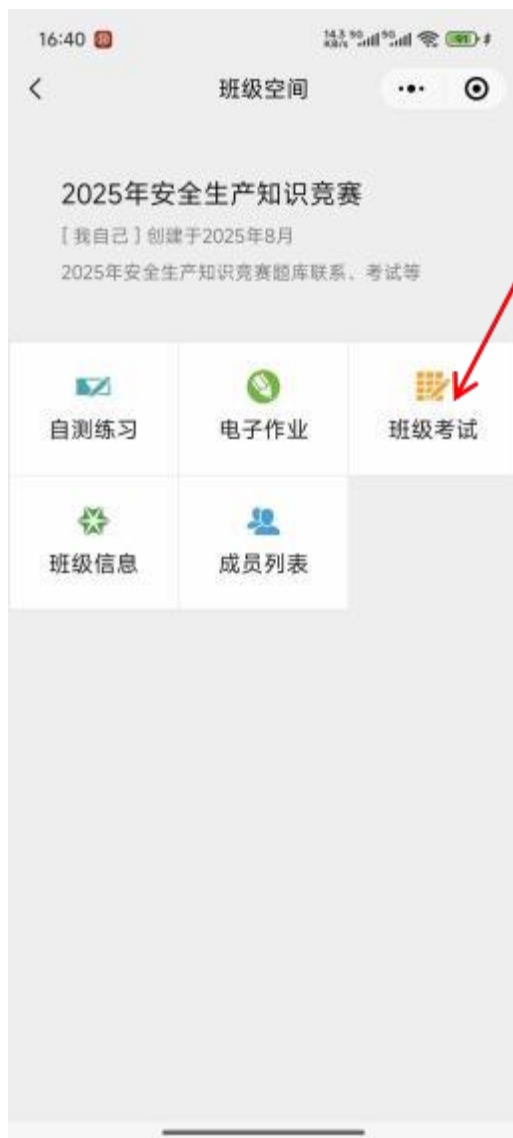 16:40
班级空间
2025年安全生产知识竞赛
[ 我自己 ] 创建于2025年8月
2025年安全生产知识竞赛题库联系、考试等
自测练习
电子作业
班级考试
班级信息
成员列表